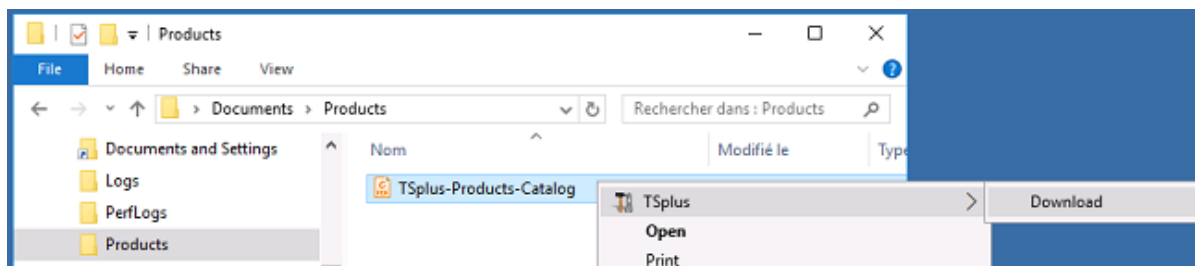 Products
File Home Share View
Documents > Products Rechercher dans : Products
Documents and Settings Nom Modifié le Type
Logs TSplus-Products-Catalog
TSplus > Download
PerfLogs
Open
Products
Print